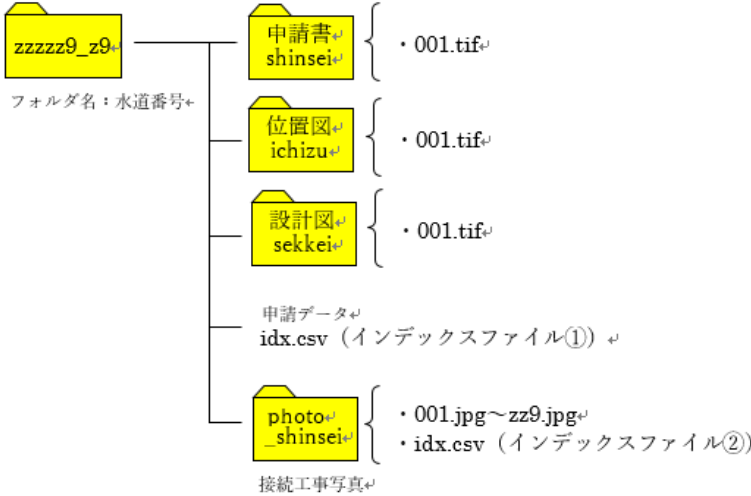 zzzzz9_z9
フォルダ名：水道番号
申請書
shinsei
・001.tif
位置図
ichizu
・001.tif
設計図
sekkei
・001.tif
申請データ
idx.csv（インデックスファイル①）
photo
_shinsei
・001.jpg～zz9.jpg
・idx.csv（インデックスファイル②）
接続工事写真